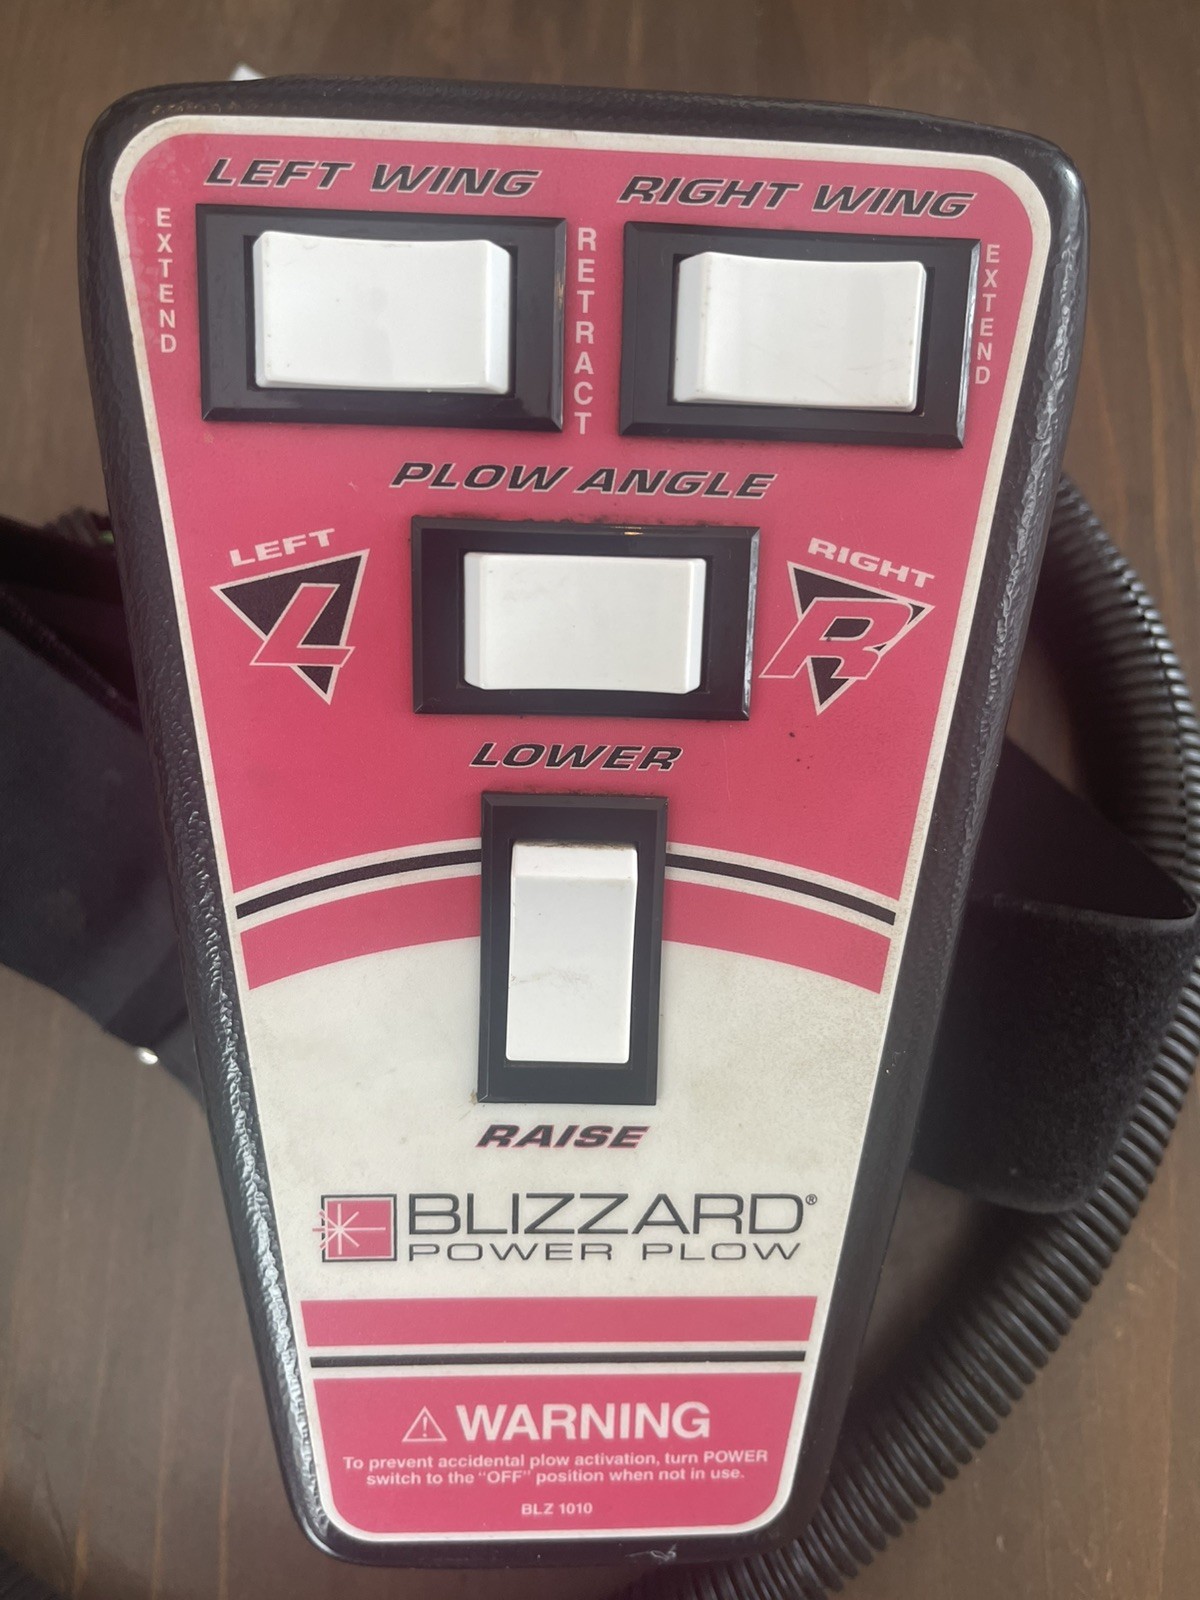 LEFT WING
RIGHT WING
EXTEND
RETRACT
EXTEND
PLOW ANGLE
LEFT
L
RIGHT
R
LOWER
RAISE
BLIZZARD®
POWER PLOW
WARNING
To prevent accidental plow activation, turn POWER
switch to the "OFF" position when not in use.
BLZ 1010